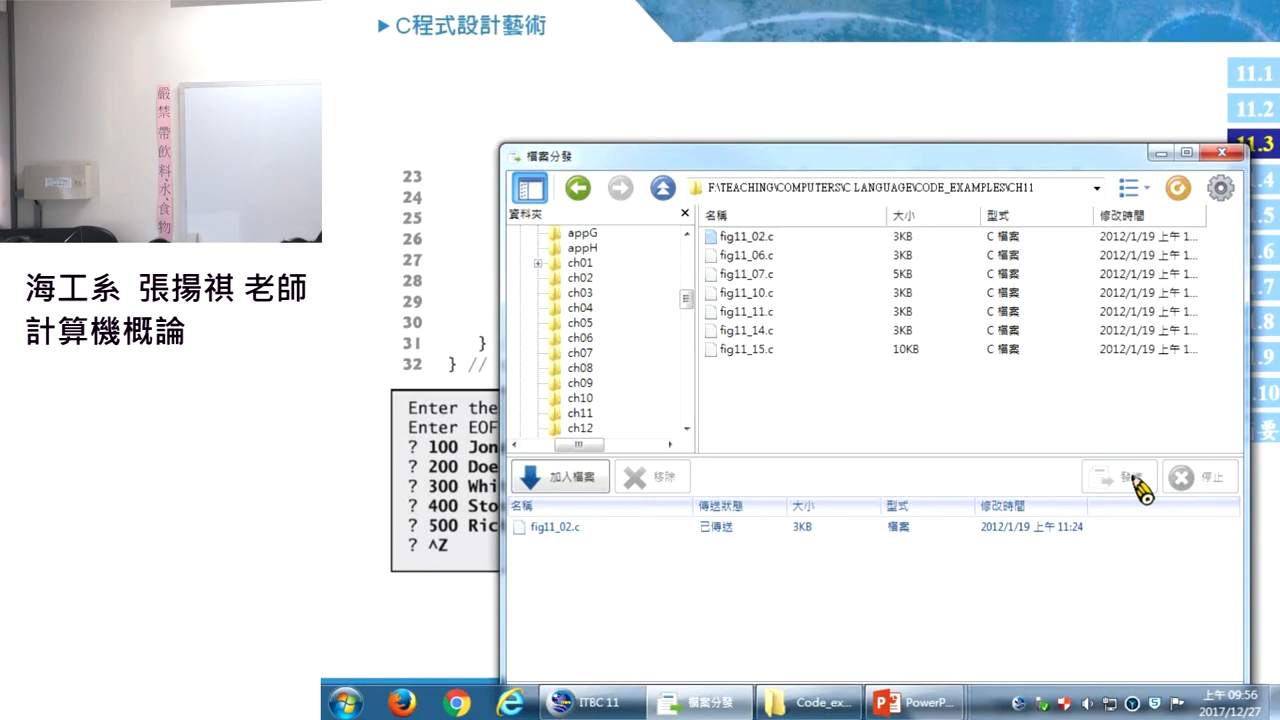 C程式設計藝術
嚴禁帶飲料、水、食物
海工系 張揚祺 老師
計算機概論
11.1
11.2
11.3
.4
.5
.6
.7
.8
.9
.10
要
23
24
25
26
27
28
29
30
31 }
32 } //
Enter the
Enter EOF
? 100 Jon
? 200 Doe
? 300 Whi
? 400 Sto
? 500 Ric
? ^Z
檔案分發
F:\TEACHING\COMPUTERS\C LANGUAGE\CODE_EXAMPLES\CH11
資料夾
appG
appH
ch01
ch02
ch03
ch04
ch05
ch06
ch07
ch08
ch09
ch10
ch11
ch12
名稱 大小 型式 修改時間
fig11_02.c 3KB C 檔案 2012/1/19 上午 1...
fig11_06.c 3KB C 檔案 2012/1/19 上午 1...
fig11_07.c 5KB C 檔案 2012/1/19 上午 1...
fig11_10.c 3KB C 檔案 2012/1/19 上午 1...
fig11_11.c 3KB C 檔案 2012/1/19 上午 1...
fig11_14.c 3KB C 檔案 2012/1/19 上午 1...
fig11_15.c 10KB C 檔案 2012/1/19 上午 1...
加入檔案 移除 停止
名稱 傳送狀態 大小 型式 修改時間
fig11_02.c 已傳送 3KB 檔案 2012/1/19 上午 11:24
ITBC 11 檔案分發 Code_ex... PowerP...
上午 09:56
2017/12/27